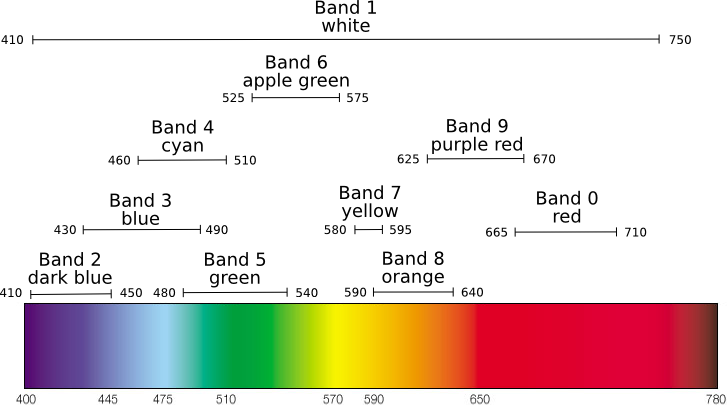 Band 1
white
410 750
Band 6
apple green
525 575
Band 4
cyan
460 510
Band 9
purple red
625 670
Band 3
blue
430 490
Band 7
yellow
580 595
Band 0
red
665 710
Band 2
dark blue
410 450
Band 5
green
480 540
Band 8
orange
590 640
400 445 475 510 570 590 650 780